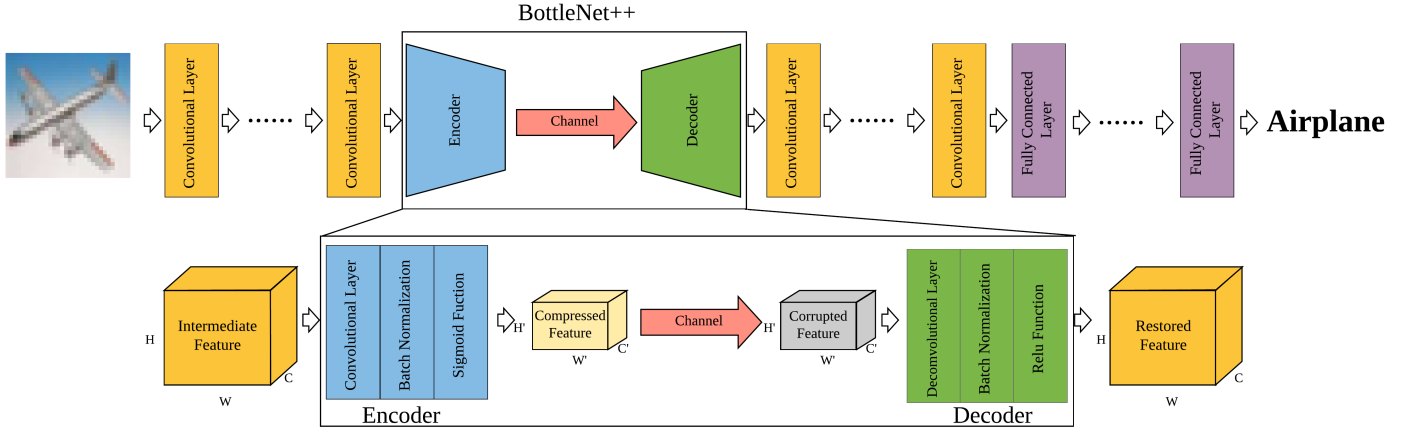 BottleNet++
Convolutional Layer
......
Convolutional Layer
Encoder
Channel
Decoder
Convolutional Layer
......
Convolutional Layer
Fully Connected
Layer
......
Fully Connected
Layer
Airplane
H
Intermediate
Feature
C
W
Convolutional Layer
Batch Normalization
Sigmoid Fuction
Encoder
H'
Compressed
Feature
C'
W'
Channel
H'
Corrupted
Feature
C'
W'
Decomvolutional Layer
Batch Normalization
Relu Function
Decoder
H
Restored
Feature
C
W